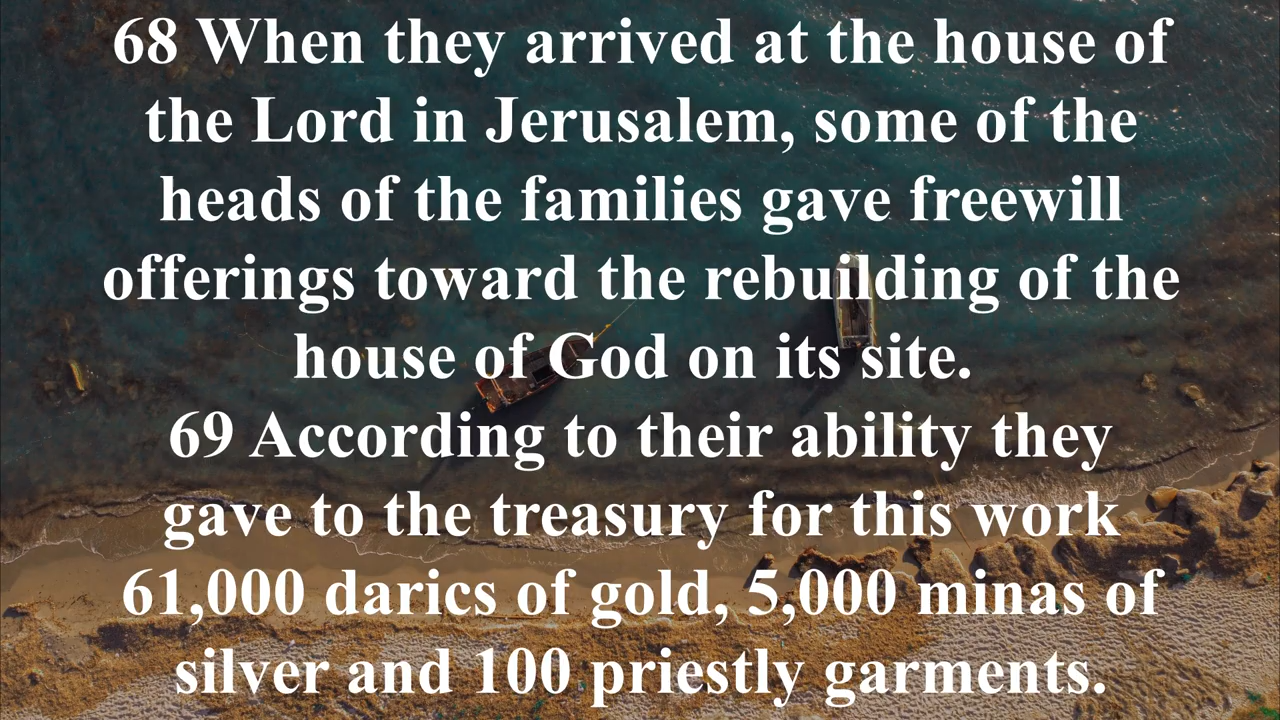 68 When they arrived at the house of
the Lord in Jerusalem, some of the
heads of the families gave freewill
offerings toward the rebuilding of the
house of God on its site.
69 According to their ability they
gave to the treasury for this work
61,000 darics of gold, 5,000 minas of
silver and 100 priestly garments.